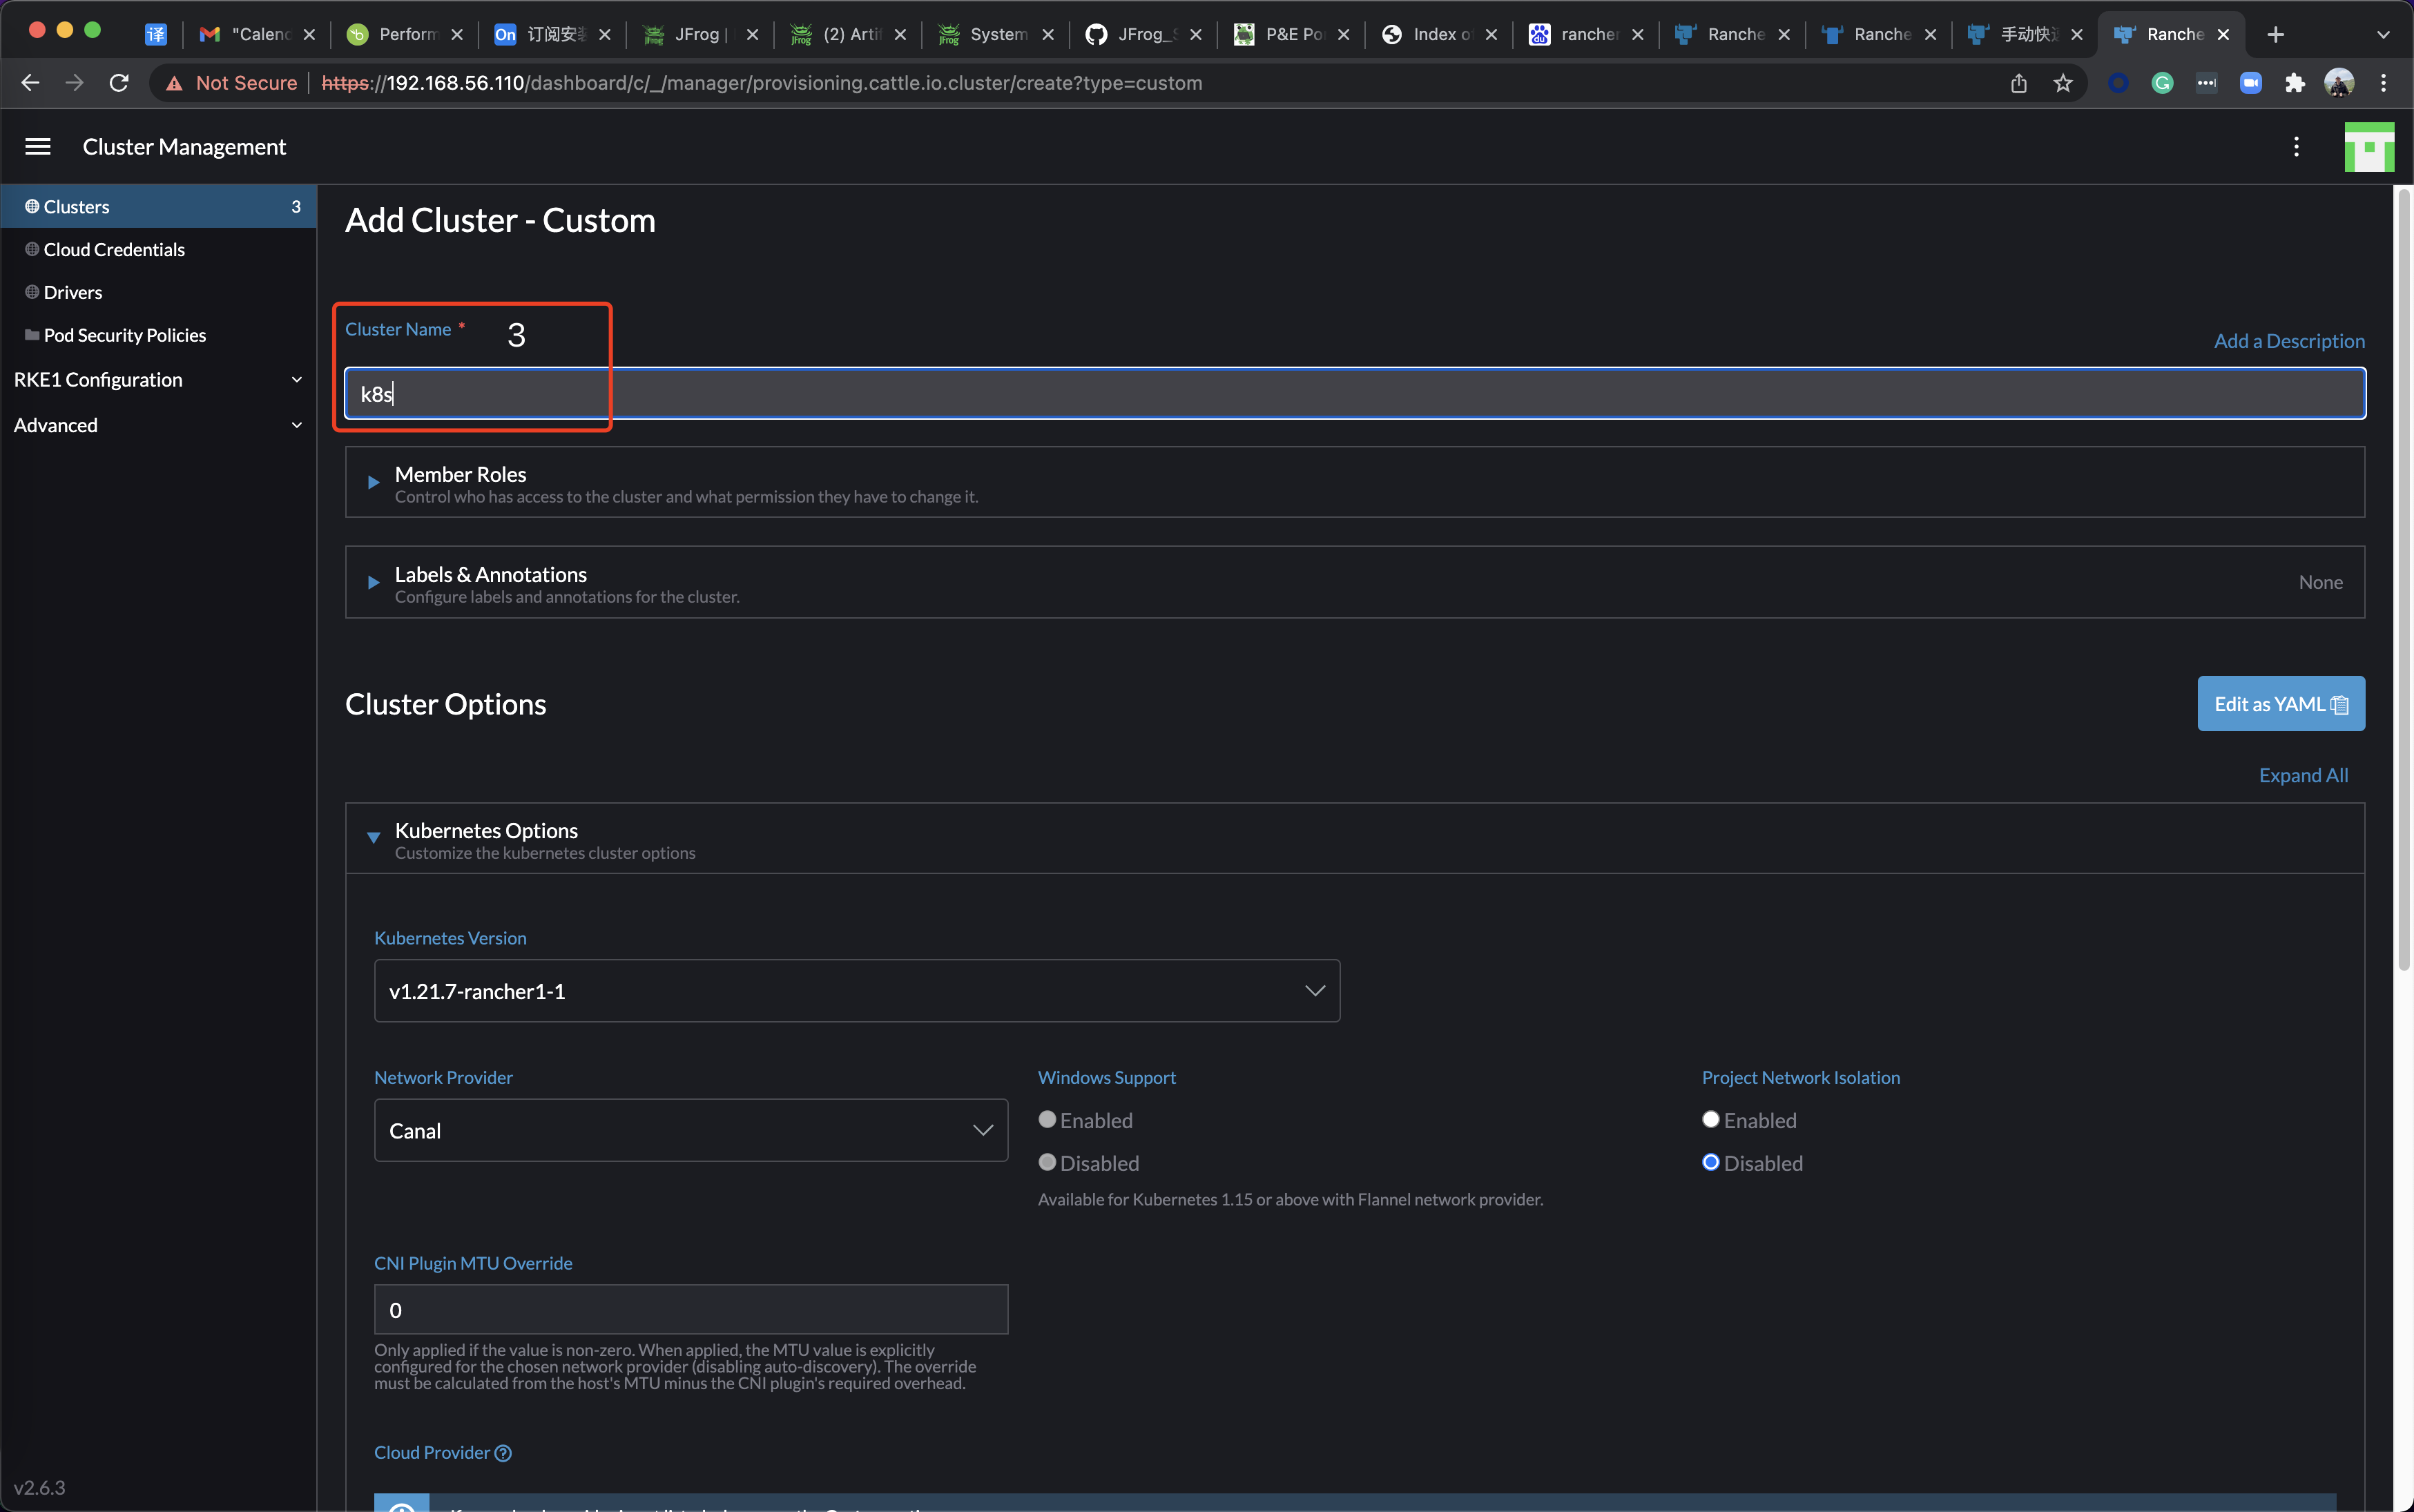 译 "Calenc Perform On 订阅安装 JFrog | (2) Artif System JFrog_S P&E Por Index of rancher Ranche Ranche 手动快速 Ranche
Not Secure https://192.168.56.110/dashboard/c/_/manager/provisioning.cattle.io.cluster/create?type=custom
Cluster Management
Clusters 3
Cloud Credentials
Drivers
Pod Security Policies
RKE1 Configuration
Advanced
v2.6.3
Add Cluster - Custom
Cluster Name * 3
Add a Description
k8s
Member Roles
Control who has access to the cluster and what permission they have to change it.
Labels & Annotations
Configure labels and annotations for the cluster.
None
Cluster Options
Edit as YAML
Expand All
Kubernetes Options
Customize the kubernetes cluster options
Kubernetes Version
v1.21.7-rancher1-1
Network Provider
Canal
Windows Support
Enabled
Disabled
Available for Kubernetes 1.15 or above with Flannel network provider.
Project Network Isolation
Enabled
Disabled
CNI Plugin MTU Override
0
Only applied if the value is non-zero. When applied, the MTU value is explicitly
configured for the chosen network provider (disabling auto-discovery). The override
must be calculated from the host's MTU minus the CNI plugin's required overhead.
Cloud Provider